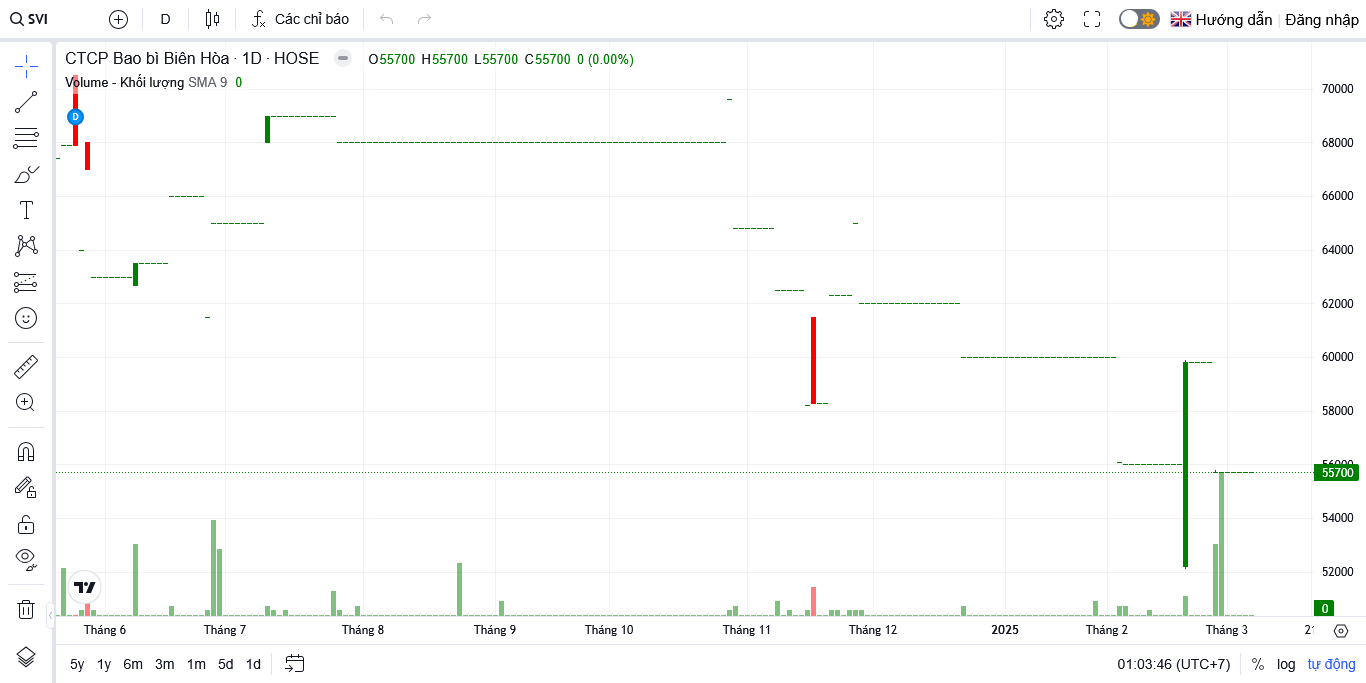 SVI D Các chỉ báo Hướng dẫn Đăng nhập
CTCP Bao bì Biên Hòa · 1D · HOSE O55700 H55700 L55700 C55700 0 (0.00%)
Volume - Khối lượng SMA 9 0
D
70000
68000
66000
64000
62000
60000
58000
56000
55700
54000
52000
0
Tháng 6 Tháng 7 Tháng 8 Tháng 9 Tháng 10 Tháng 11 Tháng 12 2025 Tháng 2 Tháng 3 21
5y 1y 6m 3m 1m 5d 1d 01:03:46 (UTC+7) % log tự động